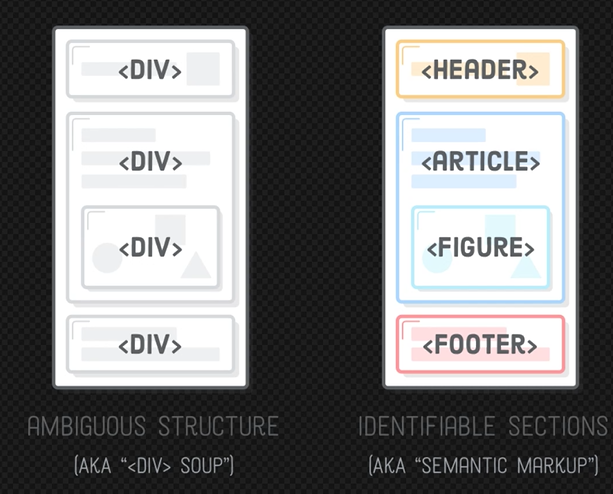 <DIV>
<DIV>
<DIV>
<DIV>
AMBIGUOUS STRUCTURE
(AKA “<DIV> SOUP”)
<HEADER>
<ARTICLE>
<FIGURE>
<FOOTER>
IDENTIFIABLE SECTIONS
(AKA “SEMANTIC MARKUP”)